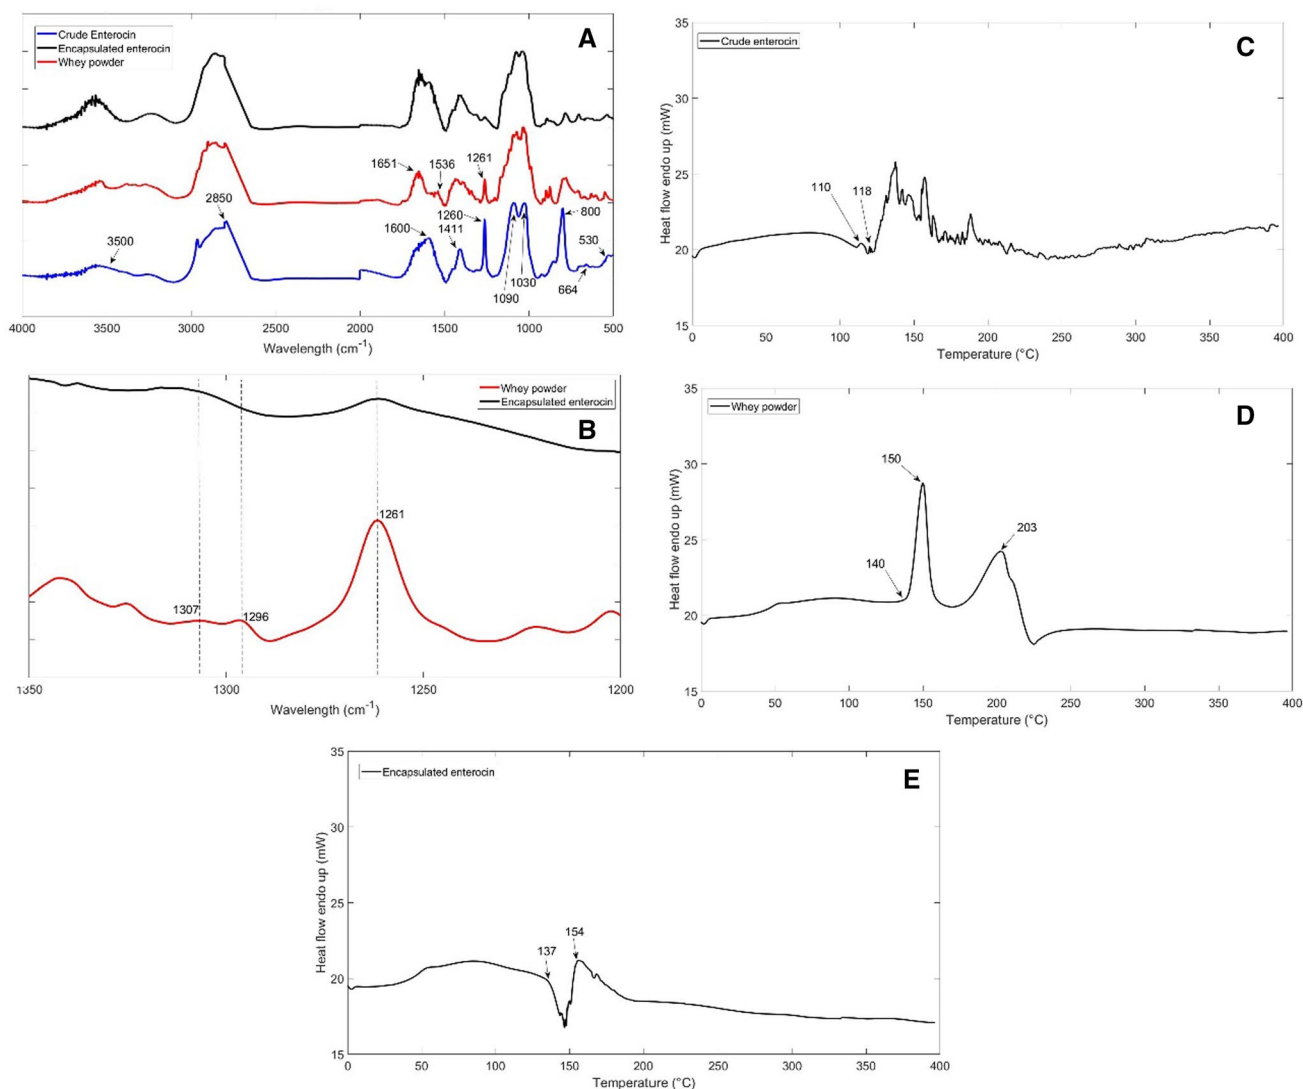 Crude Enterocin
Encapsulated enterocin
Whey powder
A
3500
2850
1651
1536
1261
1600
1411
1260
1090
1030
800
530
664
4000 3500 3000 2500 2000 1500 1000 500
Wavelength (cm-1)
Whey powder
Encapsulated enterocin
B
1307
1296
1261
1350 1300 1250 1200
Wavelength (cm-1)
Crude enterocin
C
Heat flow endo up (mW)
35
30
25
20
15
110
118
0 50 100 150 200 250 300 350 400
Temperature (°C)
Whey powder
D
Heat flow endo up (mW)
35
30
25
20
15
150
140
203
0 50 100 150 200 250 300 350 400
Temperature (°C)
Encapsulated enterocin
E
Heat flow endo up (mW)
35
30
25
20
15
137
154
0 50 100 150 200 250 300 350 400
Temperature (°C)